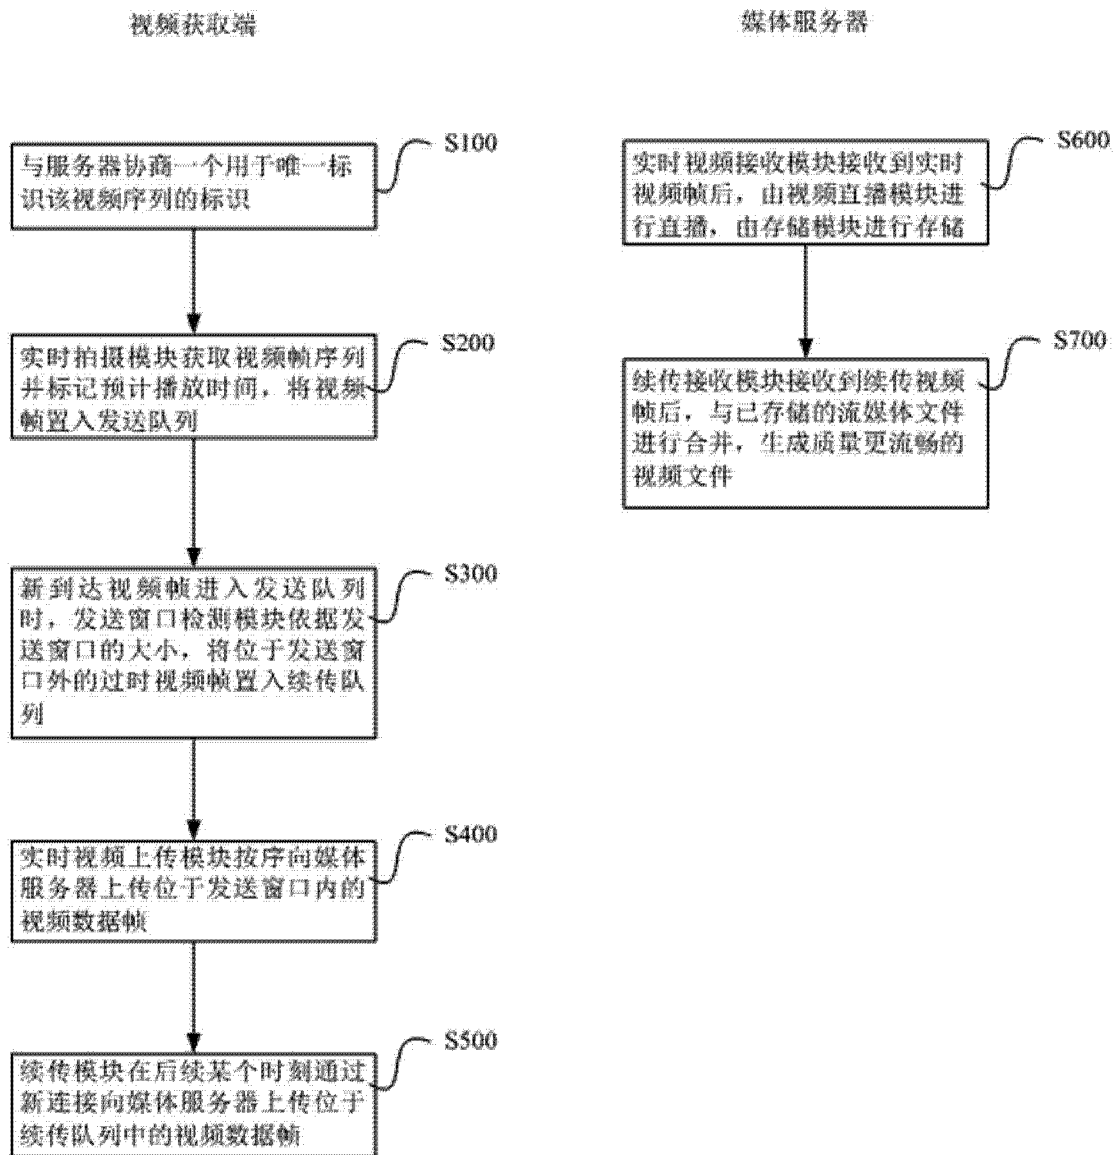 视频获取端
媒体服务器
S100
与服务器协商一个用于唯一标
识该视频序列的标识
S200
实时拍摄模块获取视频帧序列
并标记预计播放时间，将视频
帧置入发送队列
S300
新到达视频帧进入发送队列
时，发送窗口检测模块依据发
送窗口的大小，将位于发送窗
口外的过时视频帧置入续传队
列
S400
实时视频上传模块按序向媒体
服务器上传位于发送窗口内的
视频数据帧
S500
续传模块在后续某个时刻通过
新连接向媒体服务器上传位于
续传队列中的视频数据帧
S600
实时视频接收模块接收到实时
视频帧后，由视频直播模块进
行直播，由存储模块进行存储
S700
续传接收模块接收到续传视频
帧后，与已存储的流媒体文件
进行合并，生成质量更流畅的
视频文件